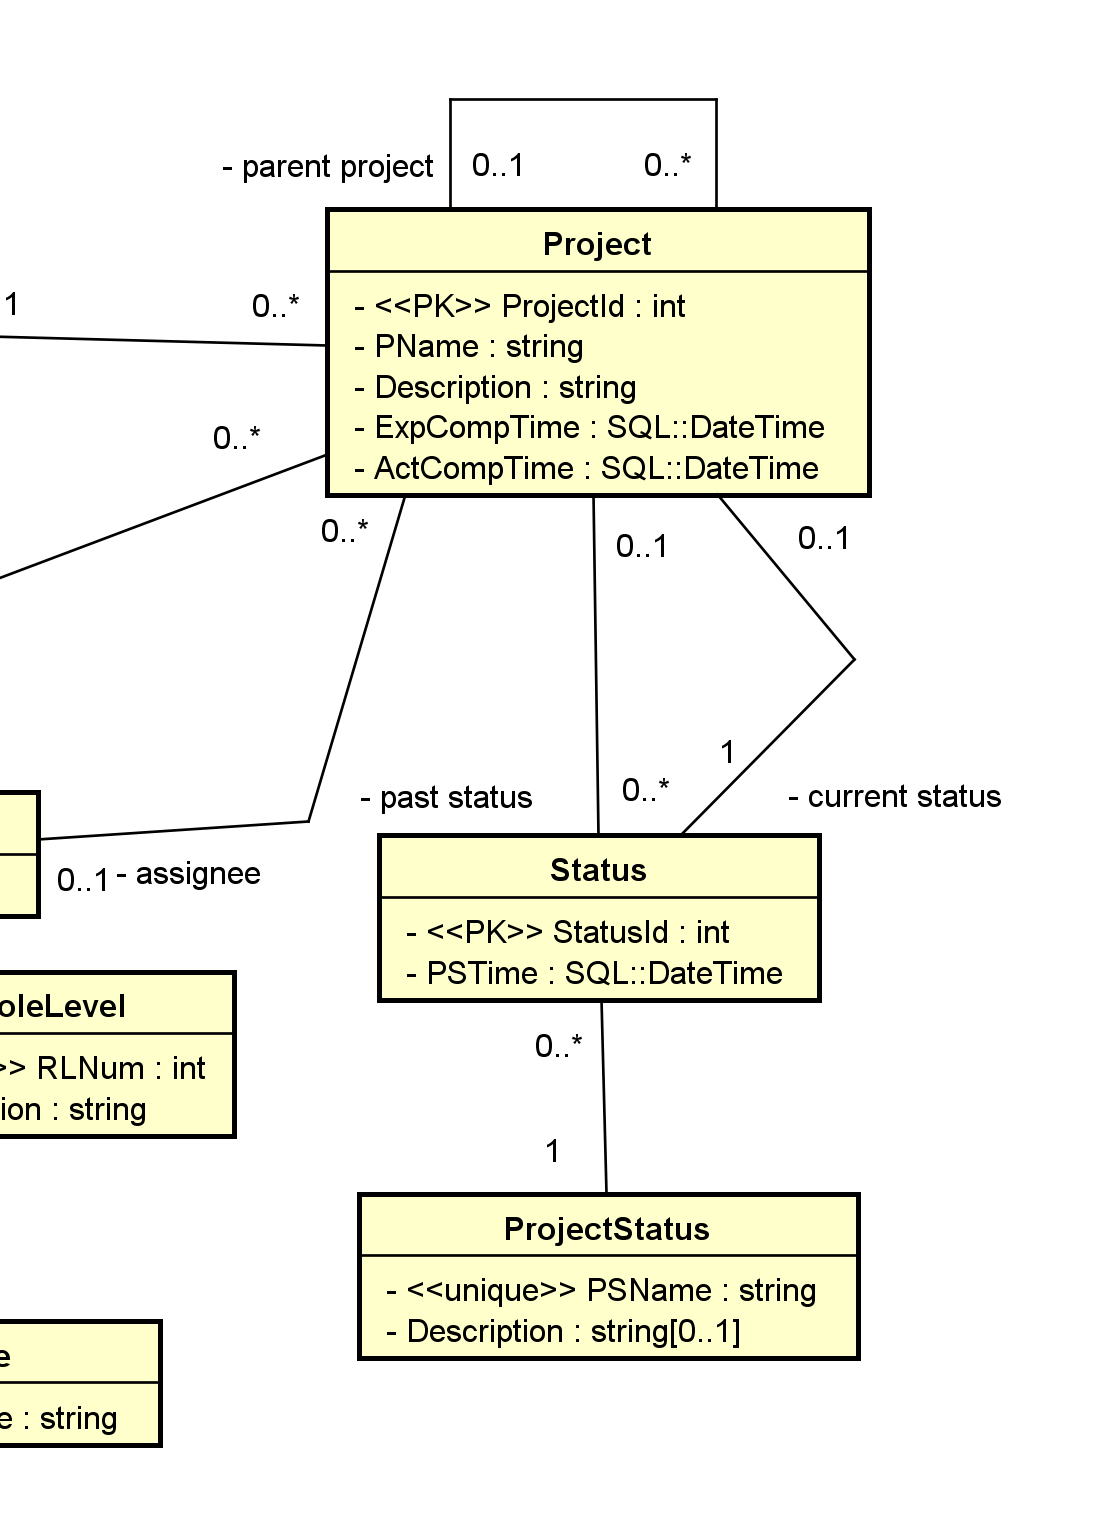 - parent project
0..1
0..*
Project
- <<PK>> ProjectId : int
- PName : string
- Description : string
- ExpCompTime : SQL::DateTime
- ActCompTime : SQL::DateTime
1
0..*
0..*
0..*
0..1
0..1
1
- past status
0..*
- current status
0..1
- assignee
Status
- <<PK>> StatusId : int
- PSTime : SQL::DateTime
oleLevel
>> RLNum : int
ion : string
0..*
1
ProjectStatus
- <<unique>> PSName : string
- Description : string[0..1]
e
e : string